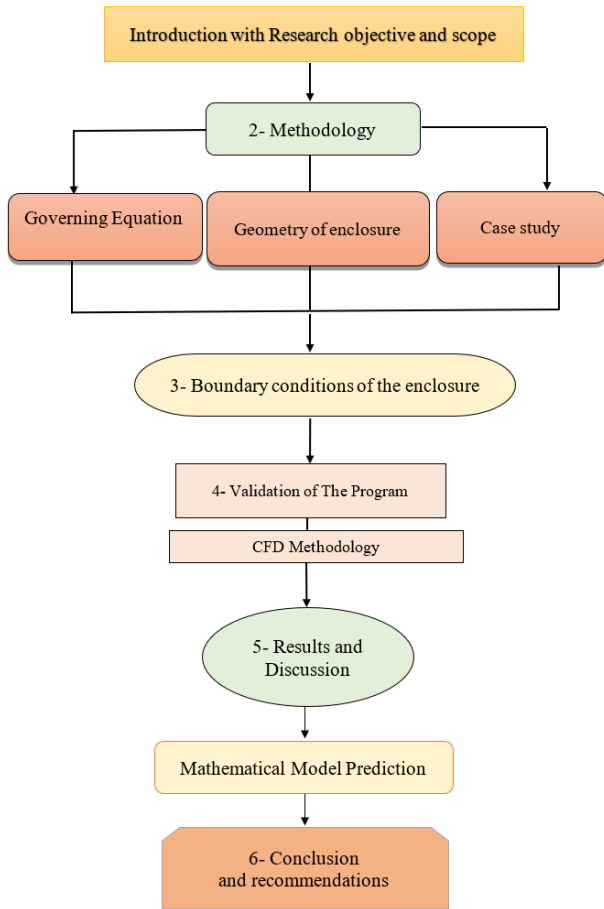 Introduction with Research objective and scope
2- Methodology
Governing Equation
Geometry of enclosure
Case study
3- Boundary conditions of the enclosure
4- Validation of The Program
CFD Methodology
5- Results and
Discussion
Mathematical Model Prediction
6- Conclusion
and recommendations